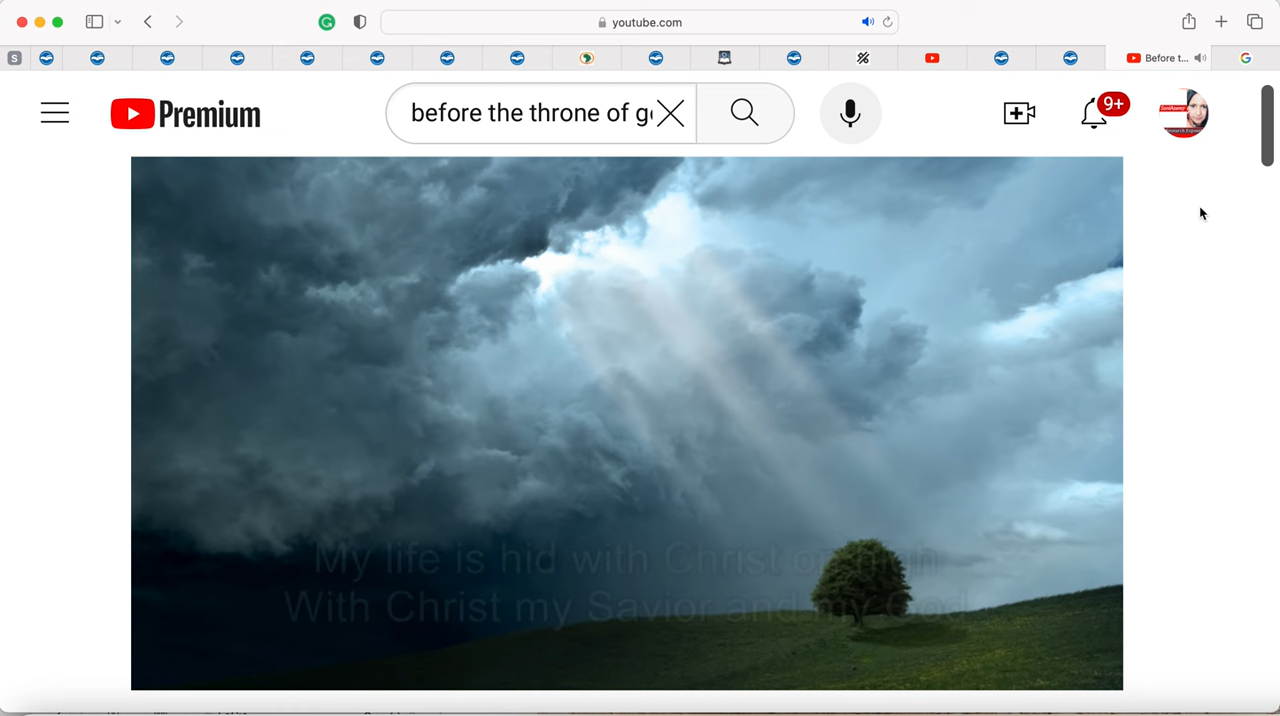 youtube.com
S
Before t...
Premium
before the throne of g
9+
My life is hid with Christ on high
With Christ my Savior and my God